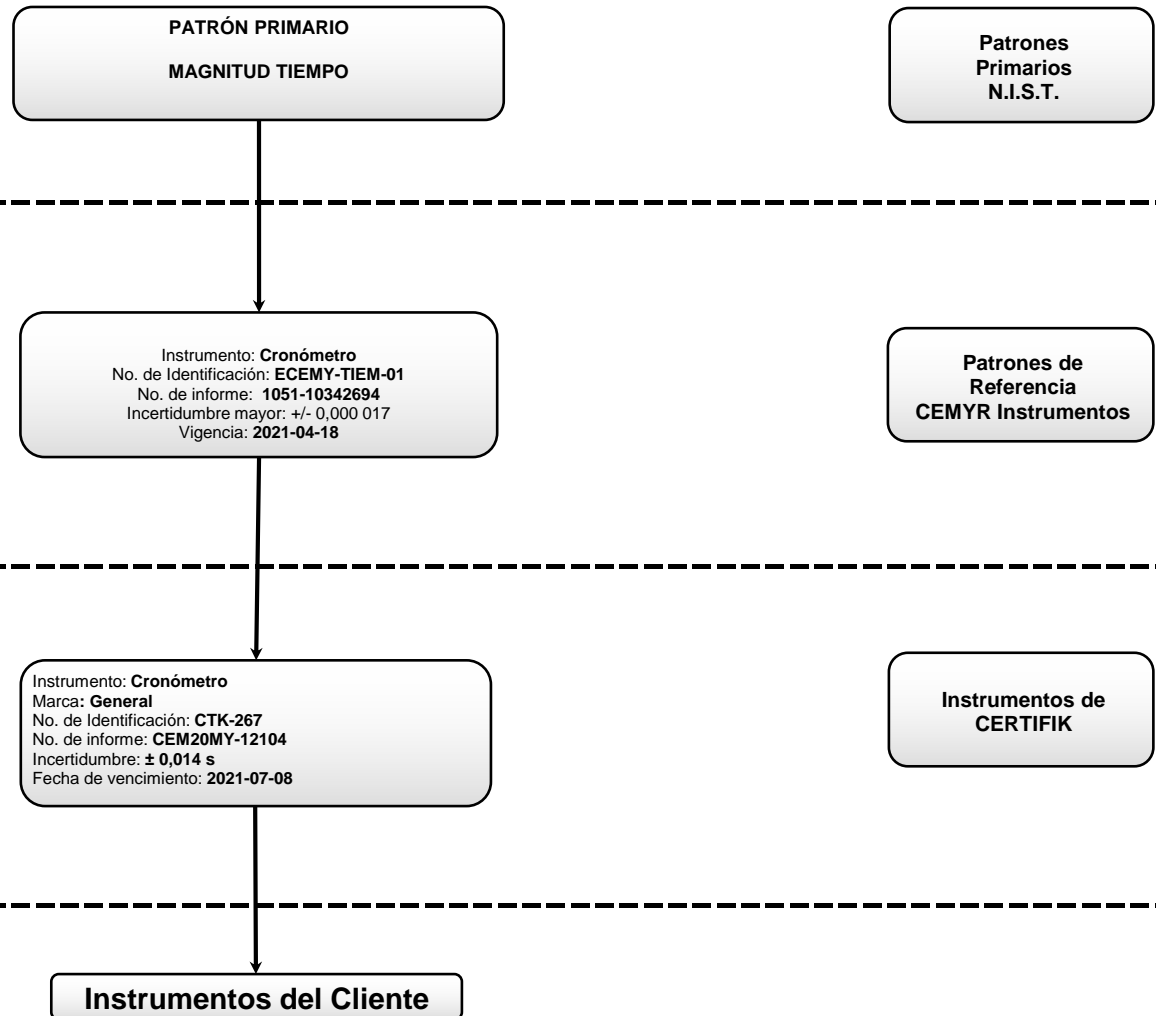 PATRÓN PRIMARIO
MAGNITUD TIEMPO
Patrones
Primarios
N.I.S.T.
Instrumento: Cronómetro
No. de Identificación: ECEMY-TIEM-01
No. de informe: 1051-10342694
Incertidumbre mayor: +/- 0,000 017
Vigencia: 2021-04-18
Patrones de
Referencia
CEMYR Instrumentos
Instrumento: Cronómetro
Marca: General
No. de Identificación: CTK-267
No. de informe: CEM20MY-12104
Incertidumbre: ± 0,014 s
Fecha de vencimiento: 2021-07-08
Instrumentos de
CERTIFIK
Instrumentos del Cliente